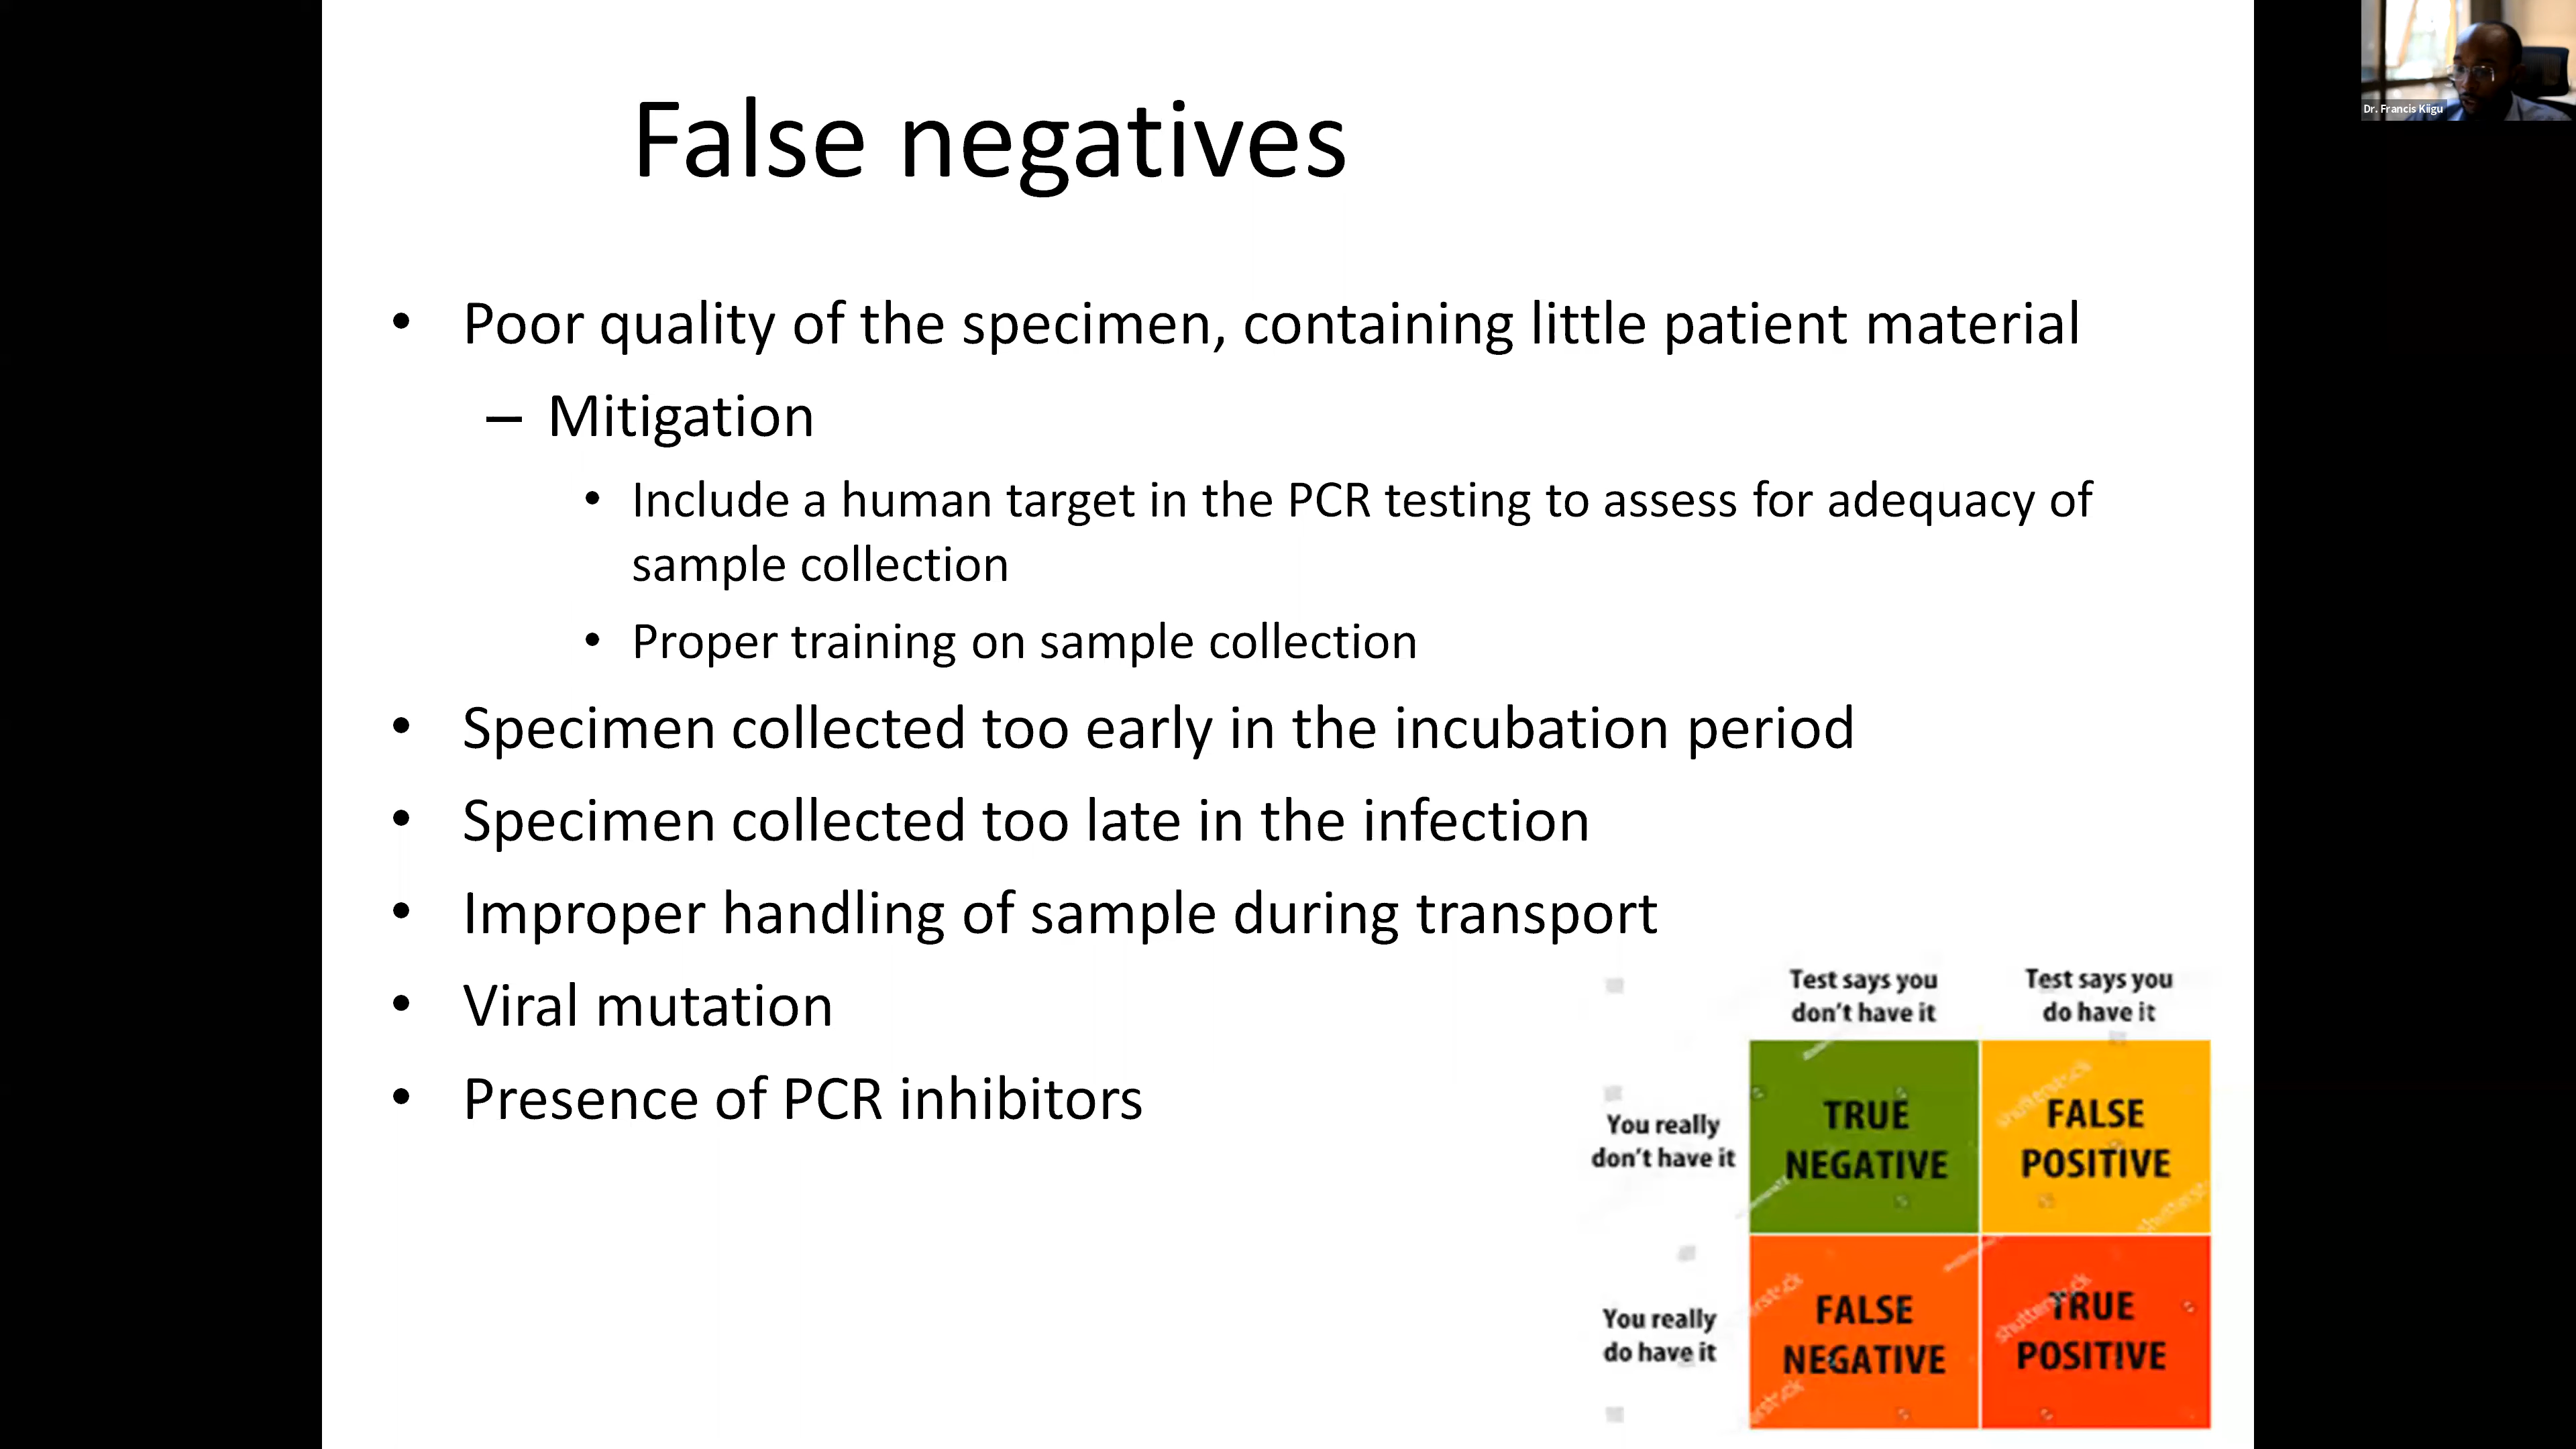 False negatives
Dr. Francis Kiigu
• Poor quality of the specimen, containing little patient material
– Mitigation
• Include a human target in the PCR testing to assess for adequacy of
sample collection
• Proper training on sample collection
• Specimen collected too early in the incubation period
• Specimen collected too late in the infection
• Improper handling of sample during transport
• Viral mutation
• Presence of PCR inhibitors
Test says you
don't have it
Test says you
do have it
You really
don't have it
TRUE
NEGATIVE
FALSE
POSITIVE
You really
do have it
FALSE
NEGATIVE
TRUE
POSITIVE
shutterstock
shutterstock